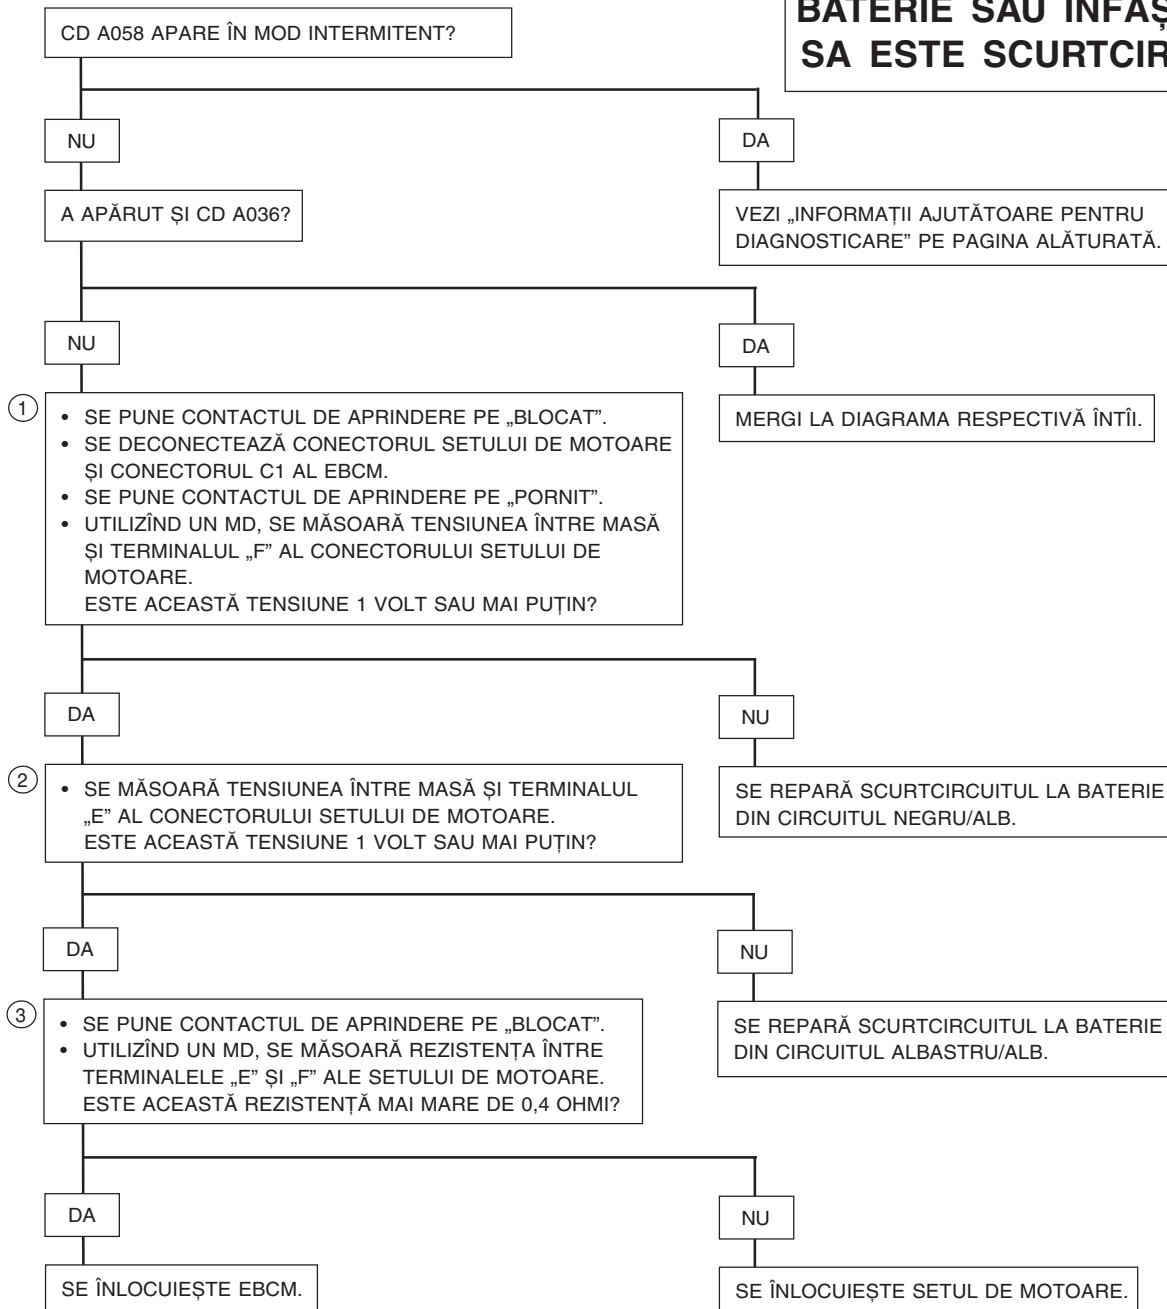 BATERIE SAU ÎNFĂȘ
SA ESTE SCURTCIR
CD A058 APARE ÎN MOD INTERMITENT?
NU
DA
A APĂRUT ȘI CD A036?
VEZI „INFORMAȚII AJUTĂTOARE PENTRU
DIAGNOSTICARE” PE PAGINA ALĂTURATĂ.
NU
DA
1
• SE PUNE CONTACTUL DE APRINDERE PE „BLOCAT”.
• SE DECONECTEAZĂ CONECTORUL SETULUI DE MOTOARE
ȘI CONECTORUL C1 AL EBCM.
• SE PUNE CONTACTUL DE APRINDERE PE „PORNIT”.
• UTILIZÎND UN MD, SE MĂSOARĂ TENSIUNEA ÎNTRE MASĂ
ȘI TERMINALUL „F” AL CONECTORULUI SETULUI DE
MOTOARE.
ESTE ACEASTĂ TENSIUNE 1 VOLT SAU MAI PUȚIN?
MERGI LA DIAGRAMA RESPECTIVĂ ÎNTÎI.
DA
NU
2
• SE MĂSOARĂ TENSIUNEA ÎNTRE MASĂ ȘI TERMINALUL
„E” AL CONECTORULUI SETULUI DE MOTOARE.
ESTE ACEASTĂ TENSIUNE 1 VOLT SAU MAI PUȚIN?
SE REPARĂ SCURTCIRCUITUL LA BATERIE
DIN CIRCUITUL NEGRU/ALB.
DA
NU
3
• SE PUNE CONTACTUL DE APRINDERE PE „BLOCAT”.
• UTILIZÎND UN MD, SE MĂSOARĂ REZISTENȚA ÎNTRE
TERMINALELE „E” ȘI „F” ALE SETULUI DE MOTOARE.
ESTE ACEASTĂ REZISTENȚĂ MAI MARE DE 0,4 OHMI?
SE REPARĂ SCURTCIRCUITUL LA BATERIE
DIN CIRCUITUL ALBASTRU/ALB.
DA
NU
SE ÎNLOCUIEȘTE EBCM.
SE ÎNLOCUIEȘTE SETUL DE MOTOARE.